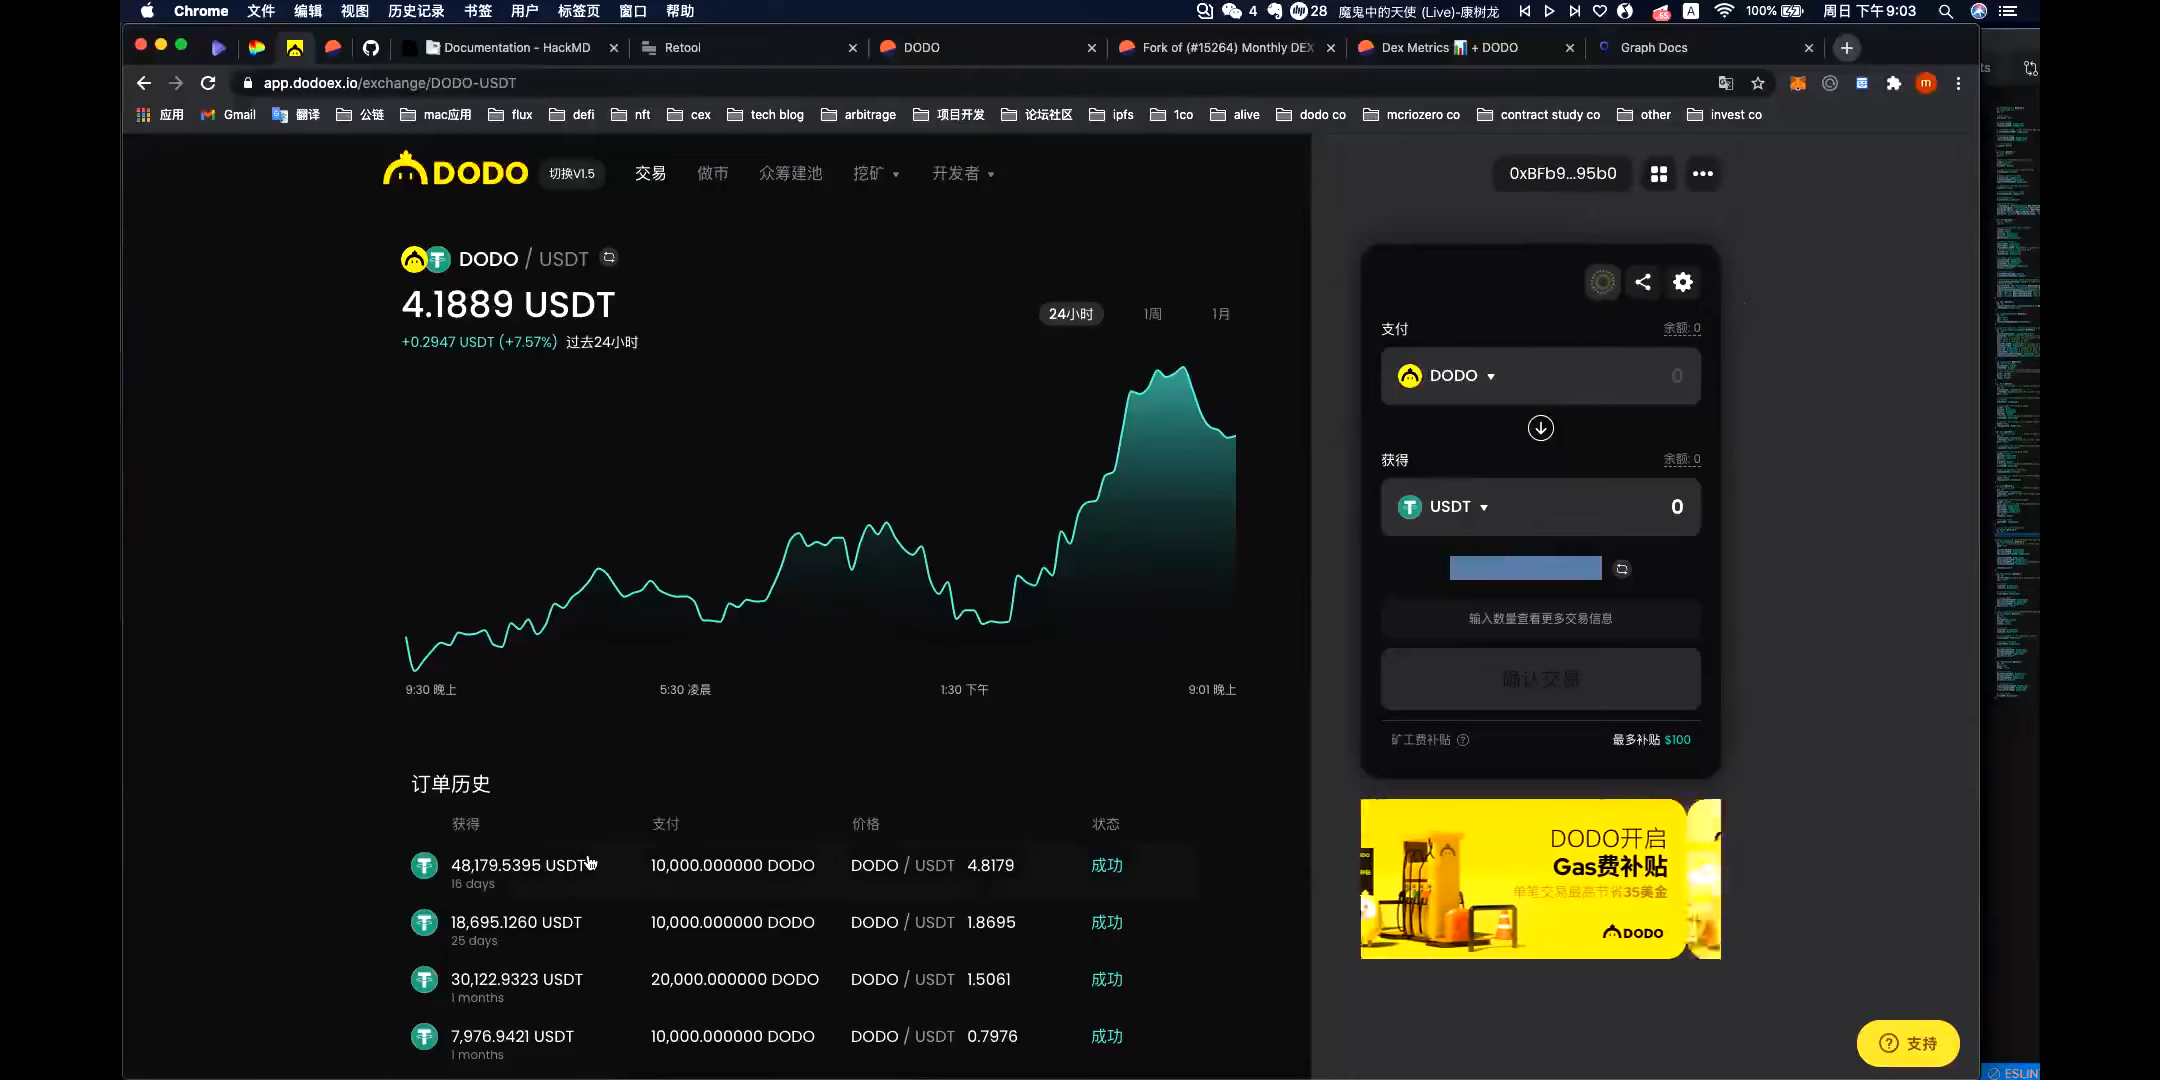 Chrome 文件 编辑 视图 历史记录 书签 用户 标签页 窗口 帮助 4 28 魔鬼中的天使 (Live)-康树龙 A 100% 周日 下午9:03
Documentation - HackMD Retool DODO Fork of (#15264) Monthly DEX Dex Metrics + DODO Graph Docs
app.dodoex.io/exchange/DODO-USDT
应用 Gmail 翻译 公链 mac应用 flux defi nft cex tech blog arbitrage 项目开发 论坛社区 ipfs 1co alive dodo co mcriozero co contract study co other invest co
DODO 切换V1.5 交易 做市 众筹建池 挖矿 开发者 0xBFb9...95b0
DODO / USDT
4.1889 USDT
+0.2947 USDT (+7.57%) 过去24小时
24小时 1周 1月
9:30 晚上 5:30 凌晨 1:30 下午 9:01 晚上
支付 余额: 0
DODO 0
获得 余额: 0
USDT 0
输入数量查看更多交易信息
确认交易
矿工费补贴 最多补贴 $100
订单历史
获得 支付 价格 状态
48,179.5395 USDT 10,000.000000 DODO DODO / USDT 4.8179 成功
16 days
18,695.1260 USDT 10,000.000000 DODO DODO / USDT 1.8695 成功
25 days
30,122.9323 USDT 20,000.000000 DODO DODO / USDT 1.5061 成功
1 months
7,976.9421 USDT 10,000.000000 DODO DODO / USDT 0.7976 成功
1 months
DODO开启
Gas费补贴
单笔交易最高节省35美金
DODO
支持
ESLIN